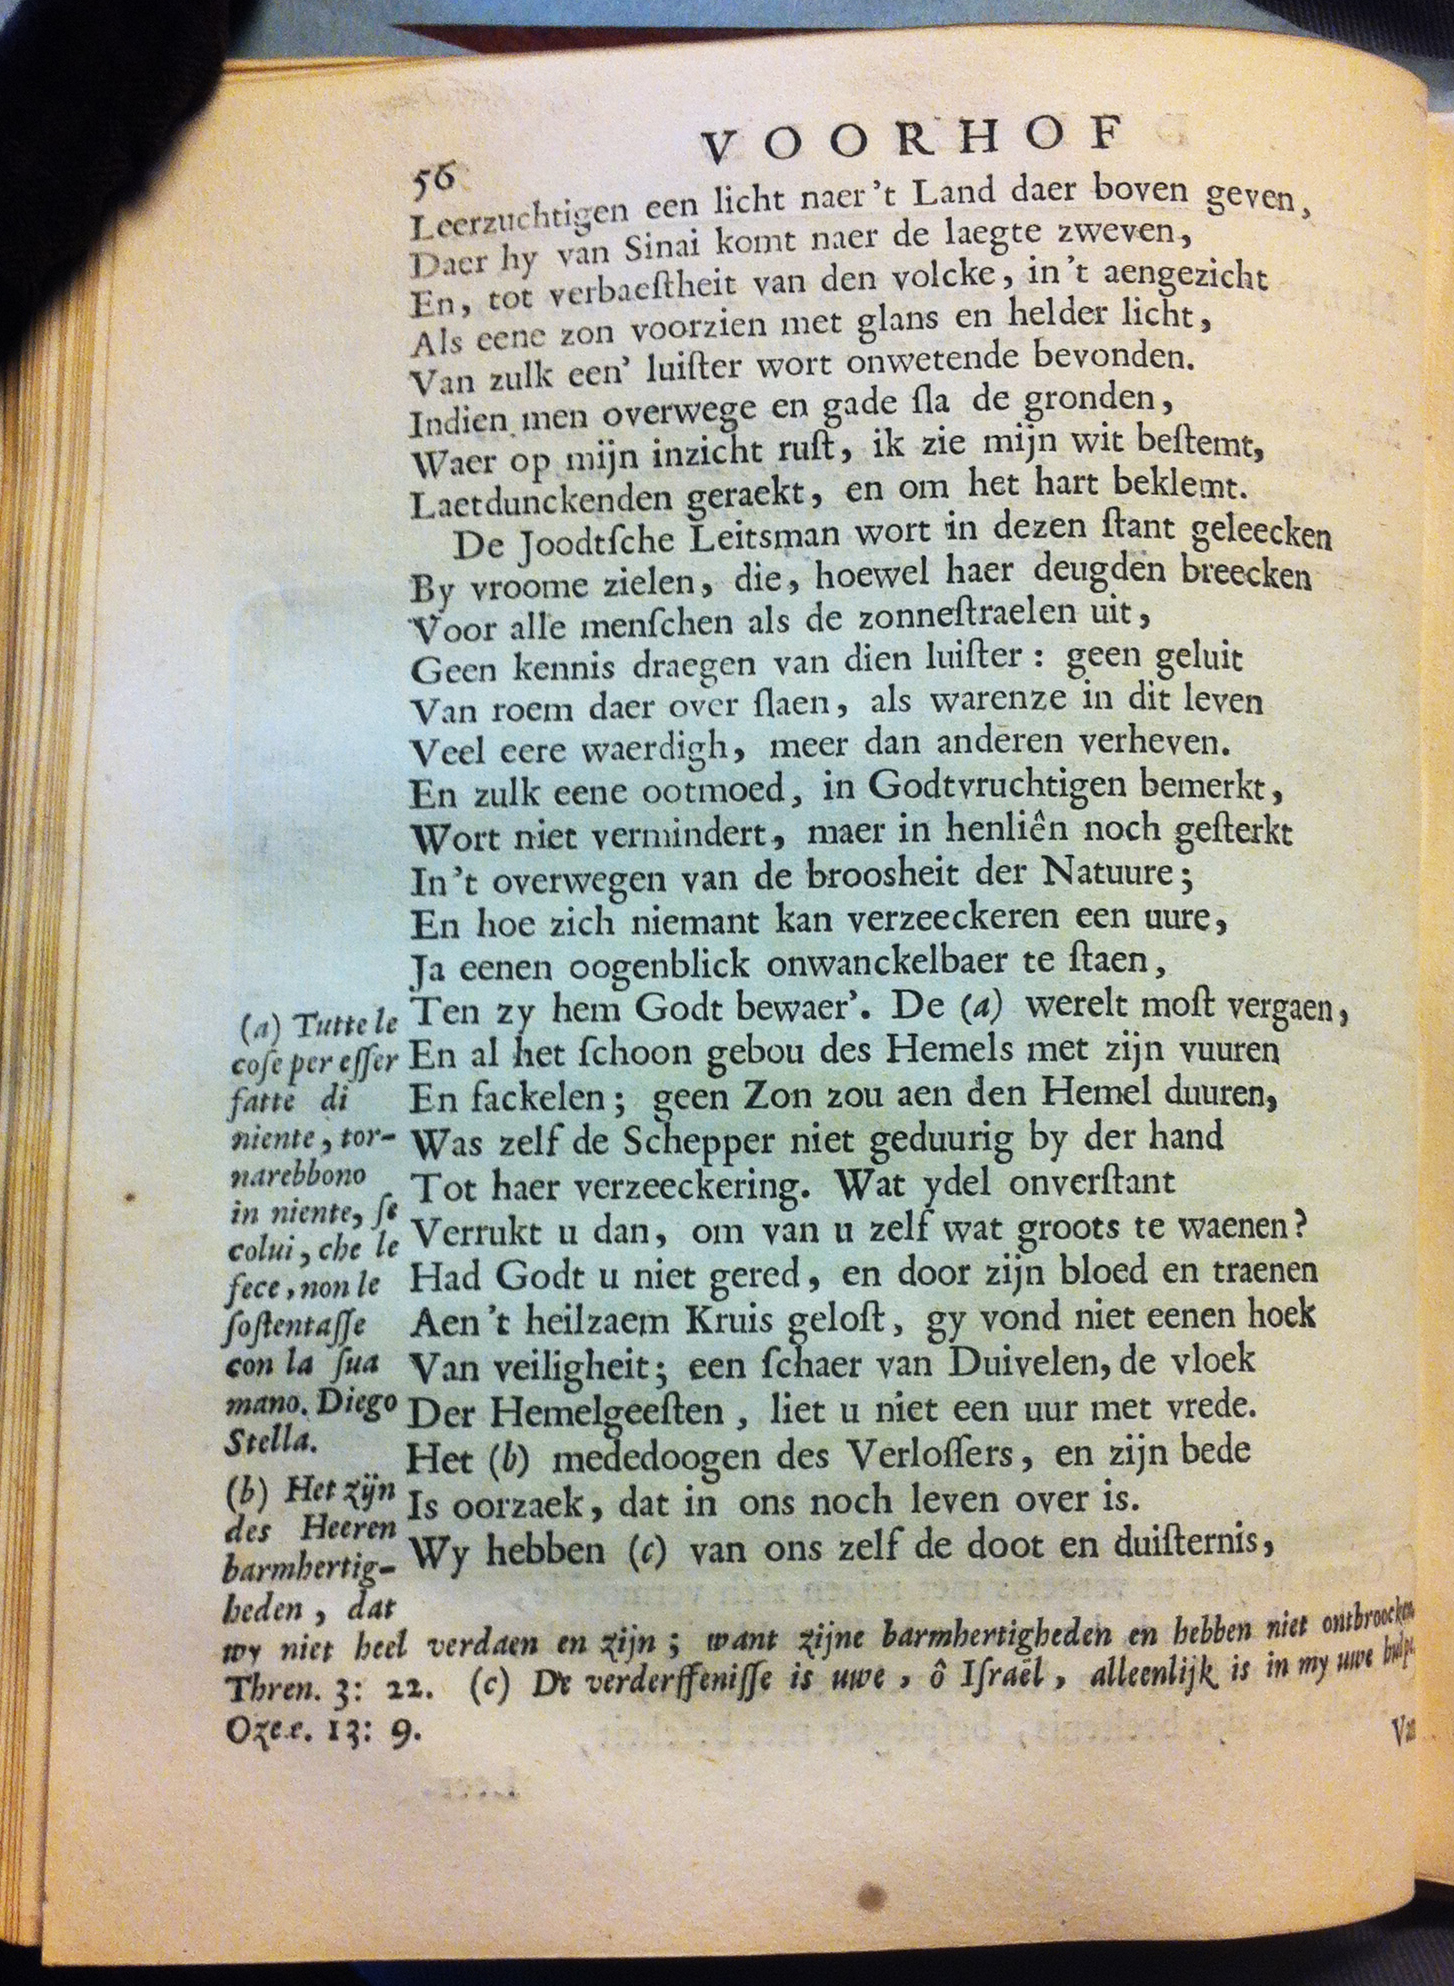 VOORHOF
56
Leerzuchtigen een licht naer 't Land daer boven geven,
Daer hy van Sinai komt naer de laegte zweven,
En, tot verbaeſtheit van den volcke, in 't aengezicht
Als eene zon voorzien met glans en helder licht,
Van zulk een' luiſter wort onwetende bevonden.
Indien men overwege en gade ſla de gronden,
Waer op mijn inzicht ruſt, ik zie mijn wit beſtemt,
Laetdunckenden geraekt, en om het hart beklemt.
De Joodtſche Leitsman wort in dezen ſtant geleecken
By vroome zielen, die, hoewel haer deugden breecken
Voor alle menſchen als de zonneſtraelen uit,
Geen kennis draegen van dien luiſter: geen geluit
Van roem daer over ſlaen, als warenze in dit leven
Veel eere waerdigh, meer dan anderen verheven.
En zulk eene ootmoed, in Godtvruchtigen bemerkt,
Wort niet vermindert, maer in henliên noch geſterkt
In 't overwegen van de broosheit der Natuure;
En hoe zich niemant kan verzeeckeren een uure,
Ja eenen oogenblick onwanckelbaer te ſtaen,
Ten zy hem Godt bewaer'. De (a) werelt moſt vergaen,
En al het ſchoon gebou des Hemels met zijn vuuren
En fackelen; geen Zon zou aen den Hemel duuren,
Was zelf de Schepper niet geduurig by der hand
Tot haer verzeeckering. Wat ydel onverſtant
Verrukt u dan, om van u zelf wat groots te waenen?
Had Godt u niet gered, en door zijn bloed en traenen
Aen 't heilzaem Kruis geloſt, gy vond niet eenen hoek
Van veiligheit; een ſchaer van Duivelen, de vloek
Der Hemelgeeſten, liet u niet een uur met vrede.
Het (b) mededoogen des Verloſſers, en zijn bede
Is oorzaek, dat in ons noch leven over is.
Wy hebben (c) van ons zelf de doot en duiſternis,
(a) Tutte le
coſe per eſſer
fatte di
niente, tor-
narebbono
in niente, ſe
colui, che le
fece, non le
ſoſtentaſſe
con la ſua
mano. Diego
Stella.
(b) Het zijn
des Heeren
barmhertig-
heden, dat
wy niet heel verdaen en zijn; want zijne barmhertigheden en hebben niet ontbroocken
Thren. 3: 22. (c) De verderffeniſſe is uwe, ô Iſraël, alleenlijk is in my uwe hulpe
Ozee. 13: 9.
Van